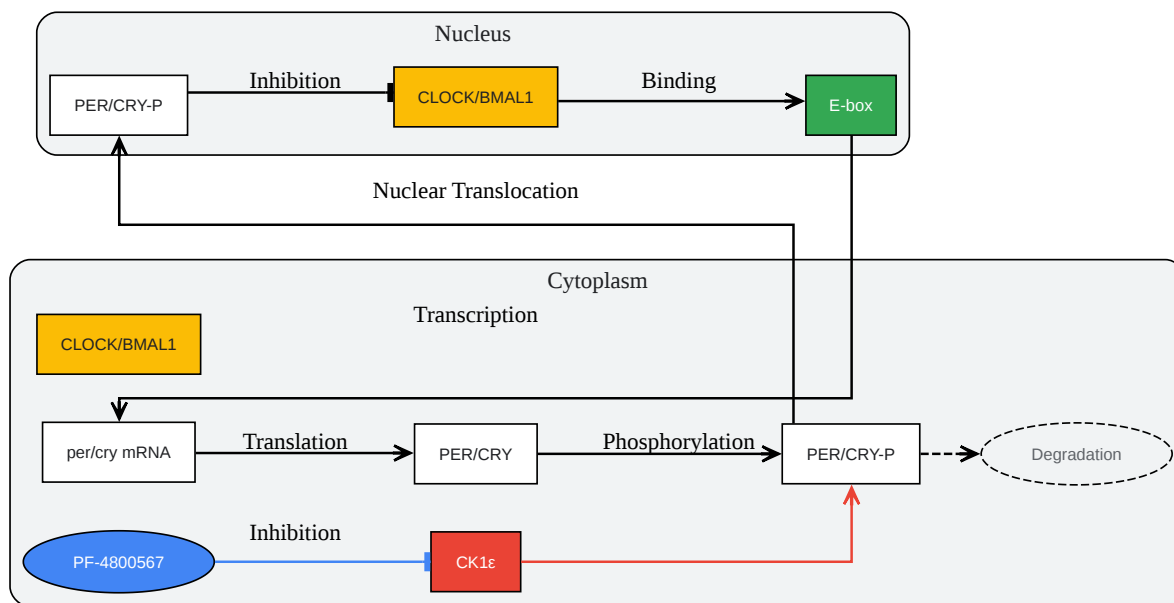 Nucleus
Inhibition
Binding
PER/CRY-P
CLOCK/BMAL1
E-box
Nuclear Translocation
Cytoplasm
Transcription
CLOCK/BMAL1
per/cry mRNA
Translation
PER/CRY
Phosphorylation
PER/CRY-P
Degradation
Inhibition
PF-4800567
CK1ε